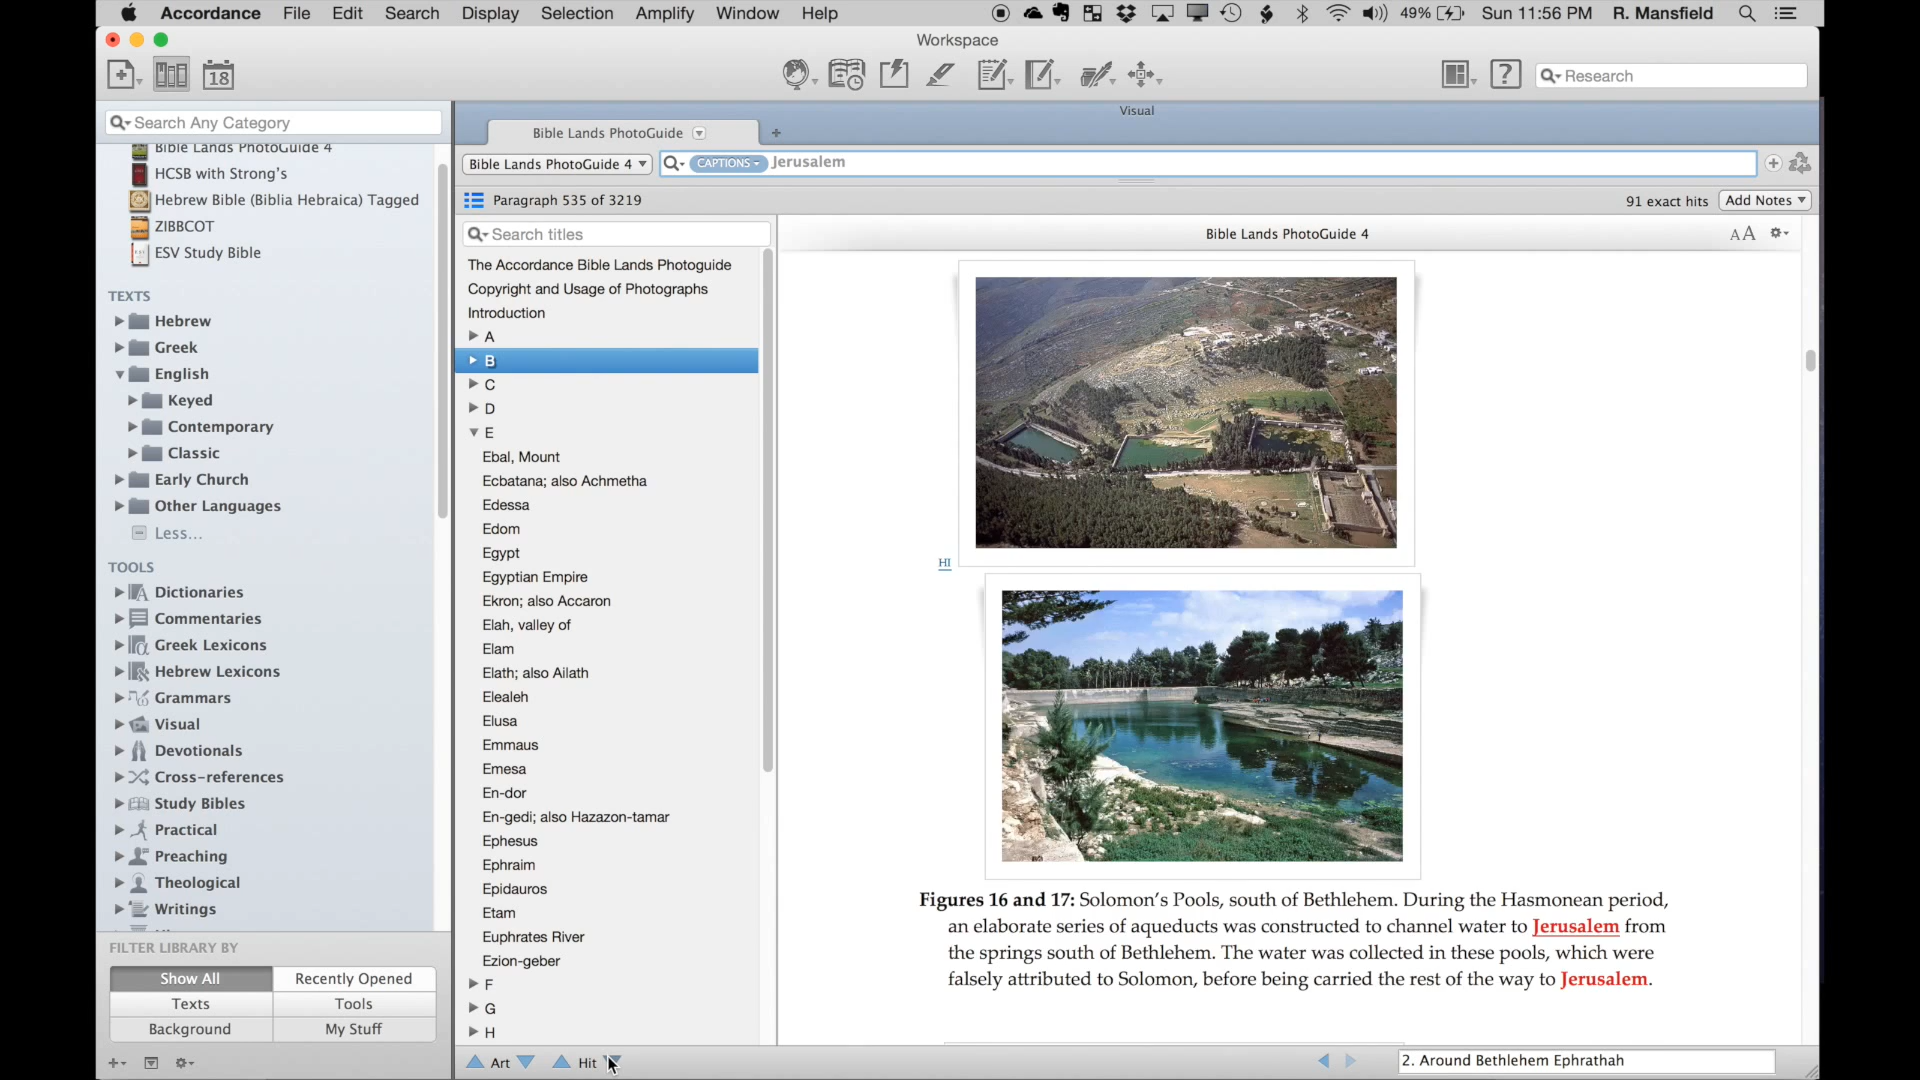 Accordance File Edit Search Display Selection Amplify Window Help 49% Sun 11:56 PM R. Mansfield
Workspace
18
Research
Search Any Category
Bible Lands PhotoGuide 4
HCSB with Strong's
Hebrew Bible (Biblia Hebraica) Tagged
ZIBBCOT
ESV Study Bible
TEXTS
Hebrew
Greek
English
Keyed
Contemporary
Classic
Early Church
Other Languages
Less...
TOOLS
Dictionaries
Commentaries
Greek Lexicons
Hebrew Lexicons
Grammars
Visual
Devotionals
Cross-references
Study Bibles
Practical
Preaching
Theological
Writings
FILTER LIBRARY BY
Show All Recently Opened
Texts Tools
Background My Stuff
Visual
Bible Lands PhotoGuide
Bible Lands PhotoGuide 4 CAPTIONS Jerusalem
Paragraph 535 of 3219 91 exact hits Add Notes
Search titles
The Accordance Bible Lands Photoguide
Copyright and Usage of Photographs
Introduction
A
B
C
D
E
Ebal, Mount
Ecbatana; also Achmetha
Edessa
Edom
Egypt
Egyptian Empire
Ekron; also Accaron
Elah, valley of
Elam
Elath; also Ailath
Elealeh
Elusa
Emmaus
Emesa
En-dor
En-gedi; also Hazazon-tamar
Ephesus
Ephraim
Epidauros
Etam
Euphrates River
Ezion-geber
F
G
H
Bible Lands PhotoGuide 4 AA
HI
Figures 16 and 17: Solomon's Pools, south of Bethlehem. During the Hasmonean period,
an elaborate series of aqueducts was constructed to channel water to Jerusalem from
the springs south of Bethlehem. The water was collected in these pools, which were
falsely attributed to Solomon, before being carried the rest of the way to Jerusalem.
Art Hit 2. Around Bethlehem Ephrathah